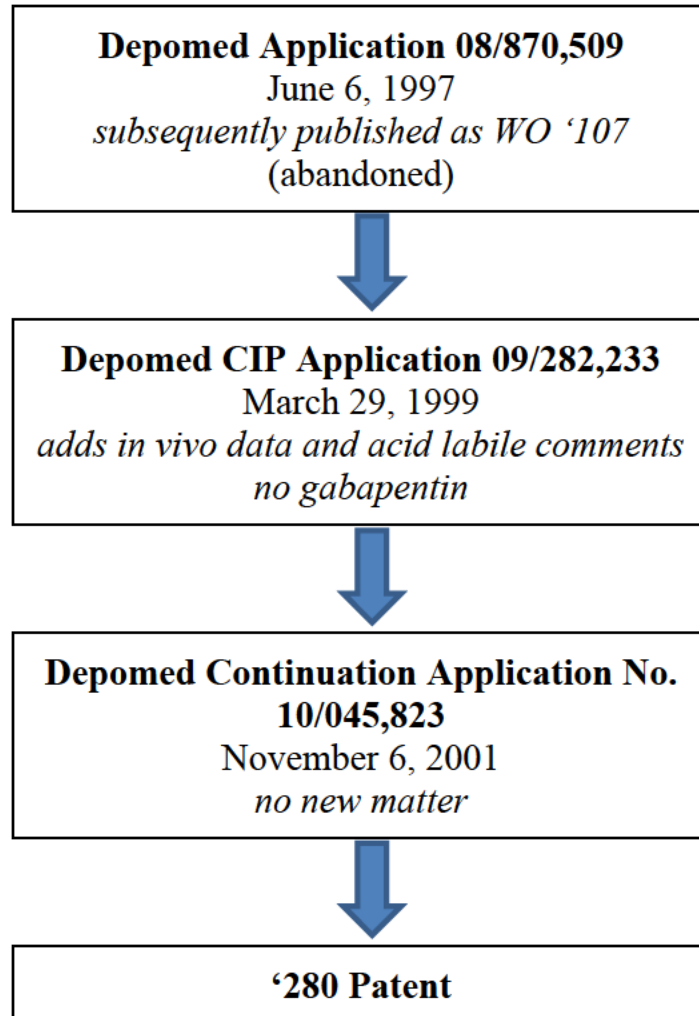 Depomed Application 08/870,509
June 6, 1997
subsequently published as WO ‘107
(abandoned)
Depomed CIP Application 09/282,233
March 29, 1999
adds in vivo data and acid labile comments
no gabapentin
Depomed Continuation Application No.
10/045,823
November 6, 2001
no new matter
‘280 Patent